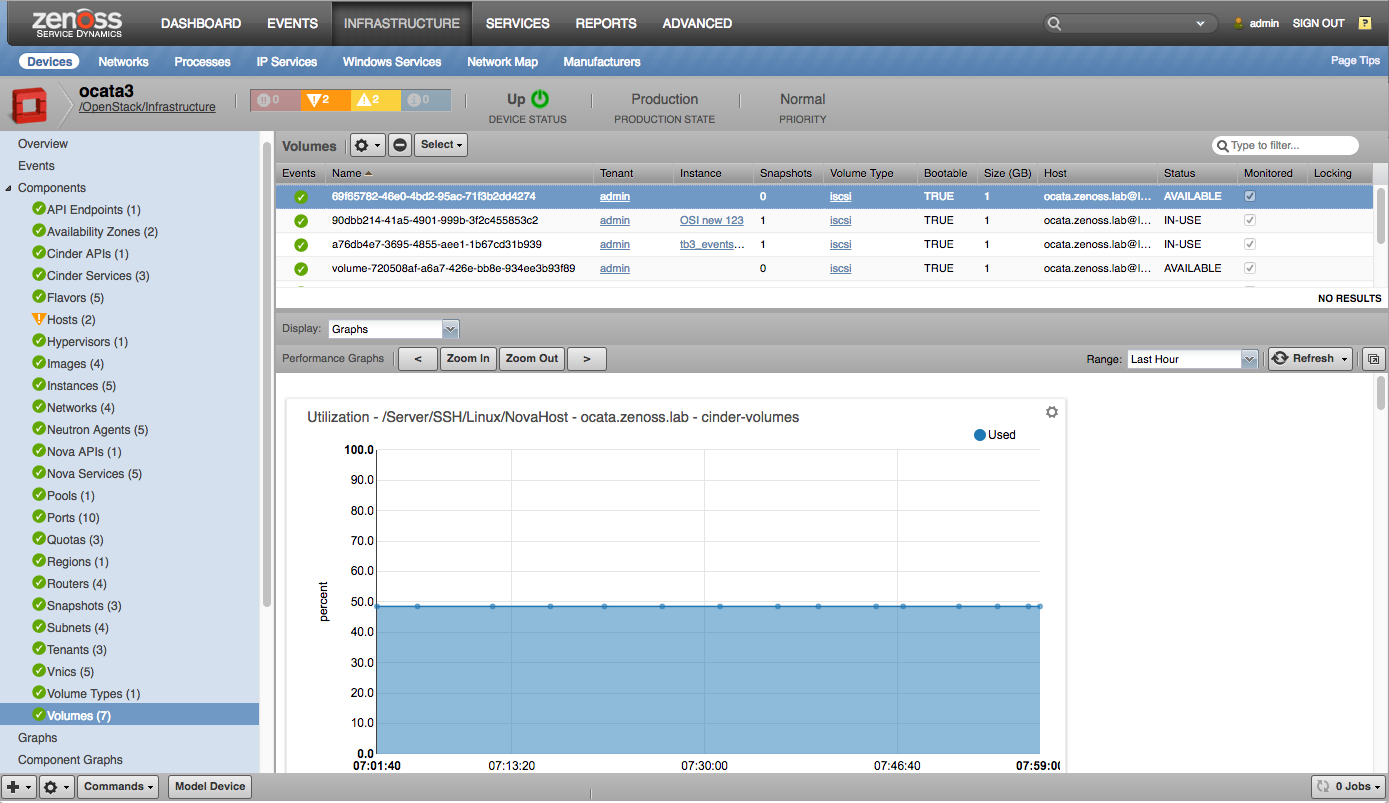 zenoss
SERVICE DYNAMICS
DASHBOARD EVENTS INFRASTRUCTURE SERVICES REPORTS ADVANCED
admin SIGN OUT ?
Devices Networks Processes IP Services Windows Services Network Map Manufacturers Page Tips
ocata3
/OpenStack/Infrastructure
0 2 2 0
Up
DEVICE STATUS
Production
PRODUCTION STATE
Normal
PRIORITY
Overview
Events
Components
API Endpoints (1)
Availability Zones (2)
Cinder APIs (1)
Cinder Services (3)
Flavors (5)
Hosts (2)
Hypervisors (1)
Images (4)
Instances (5)
Networks (4)
Neutron Agents (5)
Nova APIs (1)
Nova Services (5)
Pools (1)
Ports (10)
Quotas (3)
Regions (1)
Routers (4)
Snapshots (3)
Subnets (4)
Tenants (3)
Vnics (5)
Volume Types (1)
Volumes (7)
Graphs
Component Graphs
Volumes Select Type to filter...
Events Name Tenant Instance Snapshots Volume Type Bootable Size (GB) Host Status Monitored Locking
69f65782-46e0-4bd2-95ac-71f3b2dd4274 admin 0 iscsi TRUE 1 ocata.zenoss.lab@l... AVAILABLE
90dbb214-41a5-4901-999b-3f2c455853c2 admin OSI new 123 1 iscsi TRUE 1 ocata.zenoss.lab@l... IN-USE
a76db4e7-3695-4855-aee1-1b67cd31b939 admin tb3_events... 1 iscsi TRUE 1 ocata.zenoss.lab@l... IN-USE
volume-720508af-a6a7-426e-bb8e-934ee3b93f89 admin 0 iscsi TRUE 1 ocata.zenoss.lab@l... AVAILABLE
NO RESULTS
Display: Graphs
Performance Graphs < Zoom In Zoom Out > Range: Last Hour Refresh
Utilization - /Server/SSH/Linux/NovaHost - ocata.zenoss.lab - cinder-volumes
Used
100.0
90.0
80.0
70.0
60.0
50.0
40.0
30.0
20.0
10.0
0.0
percent
07:01:40 07:13:20 07:30:00 07:46:40 07:59:00
Commands Model Device 0 Jobs